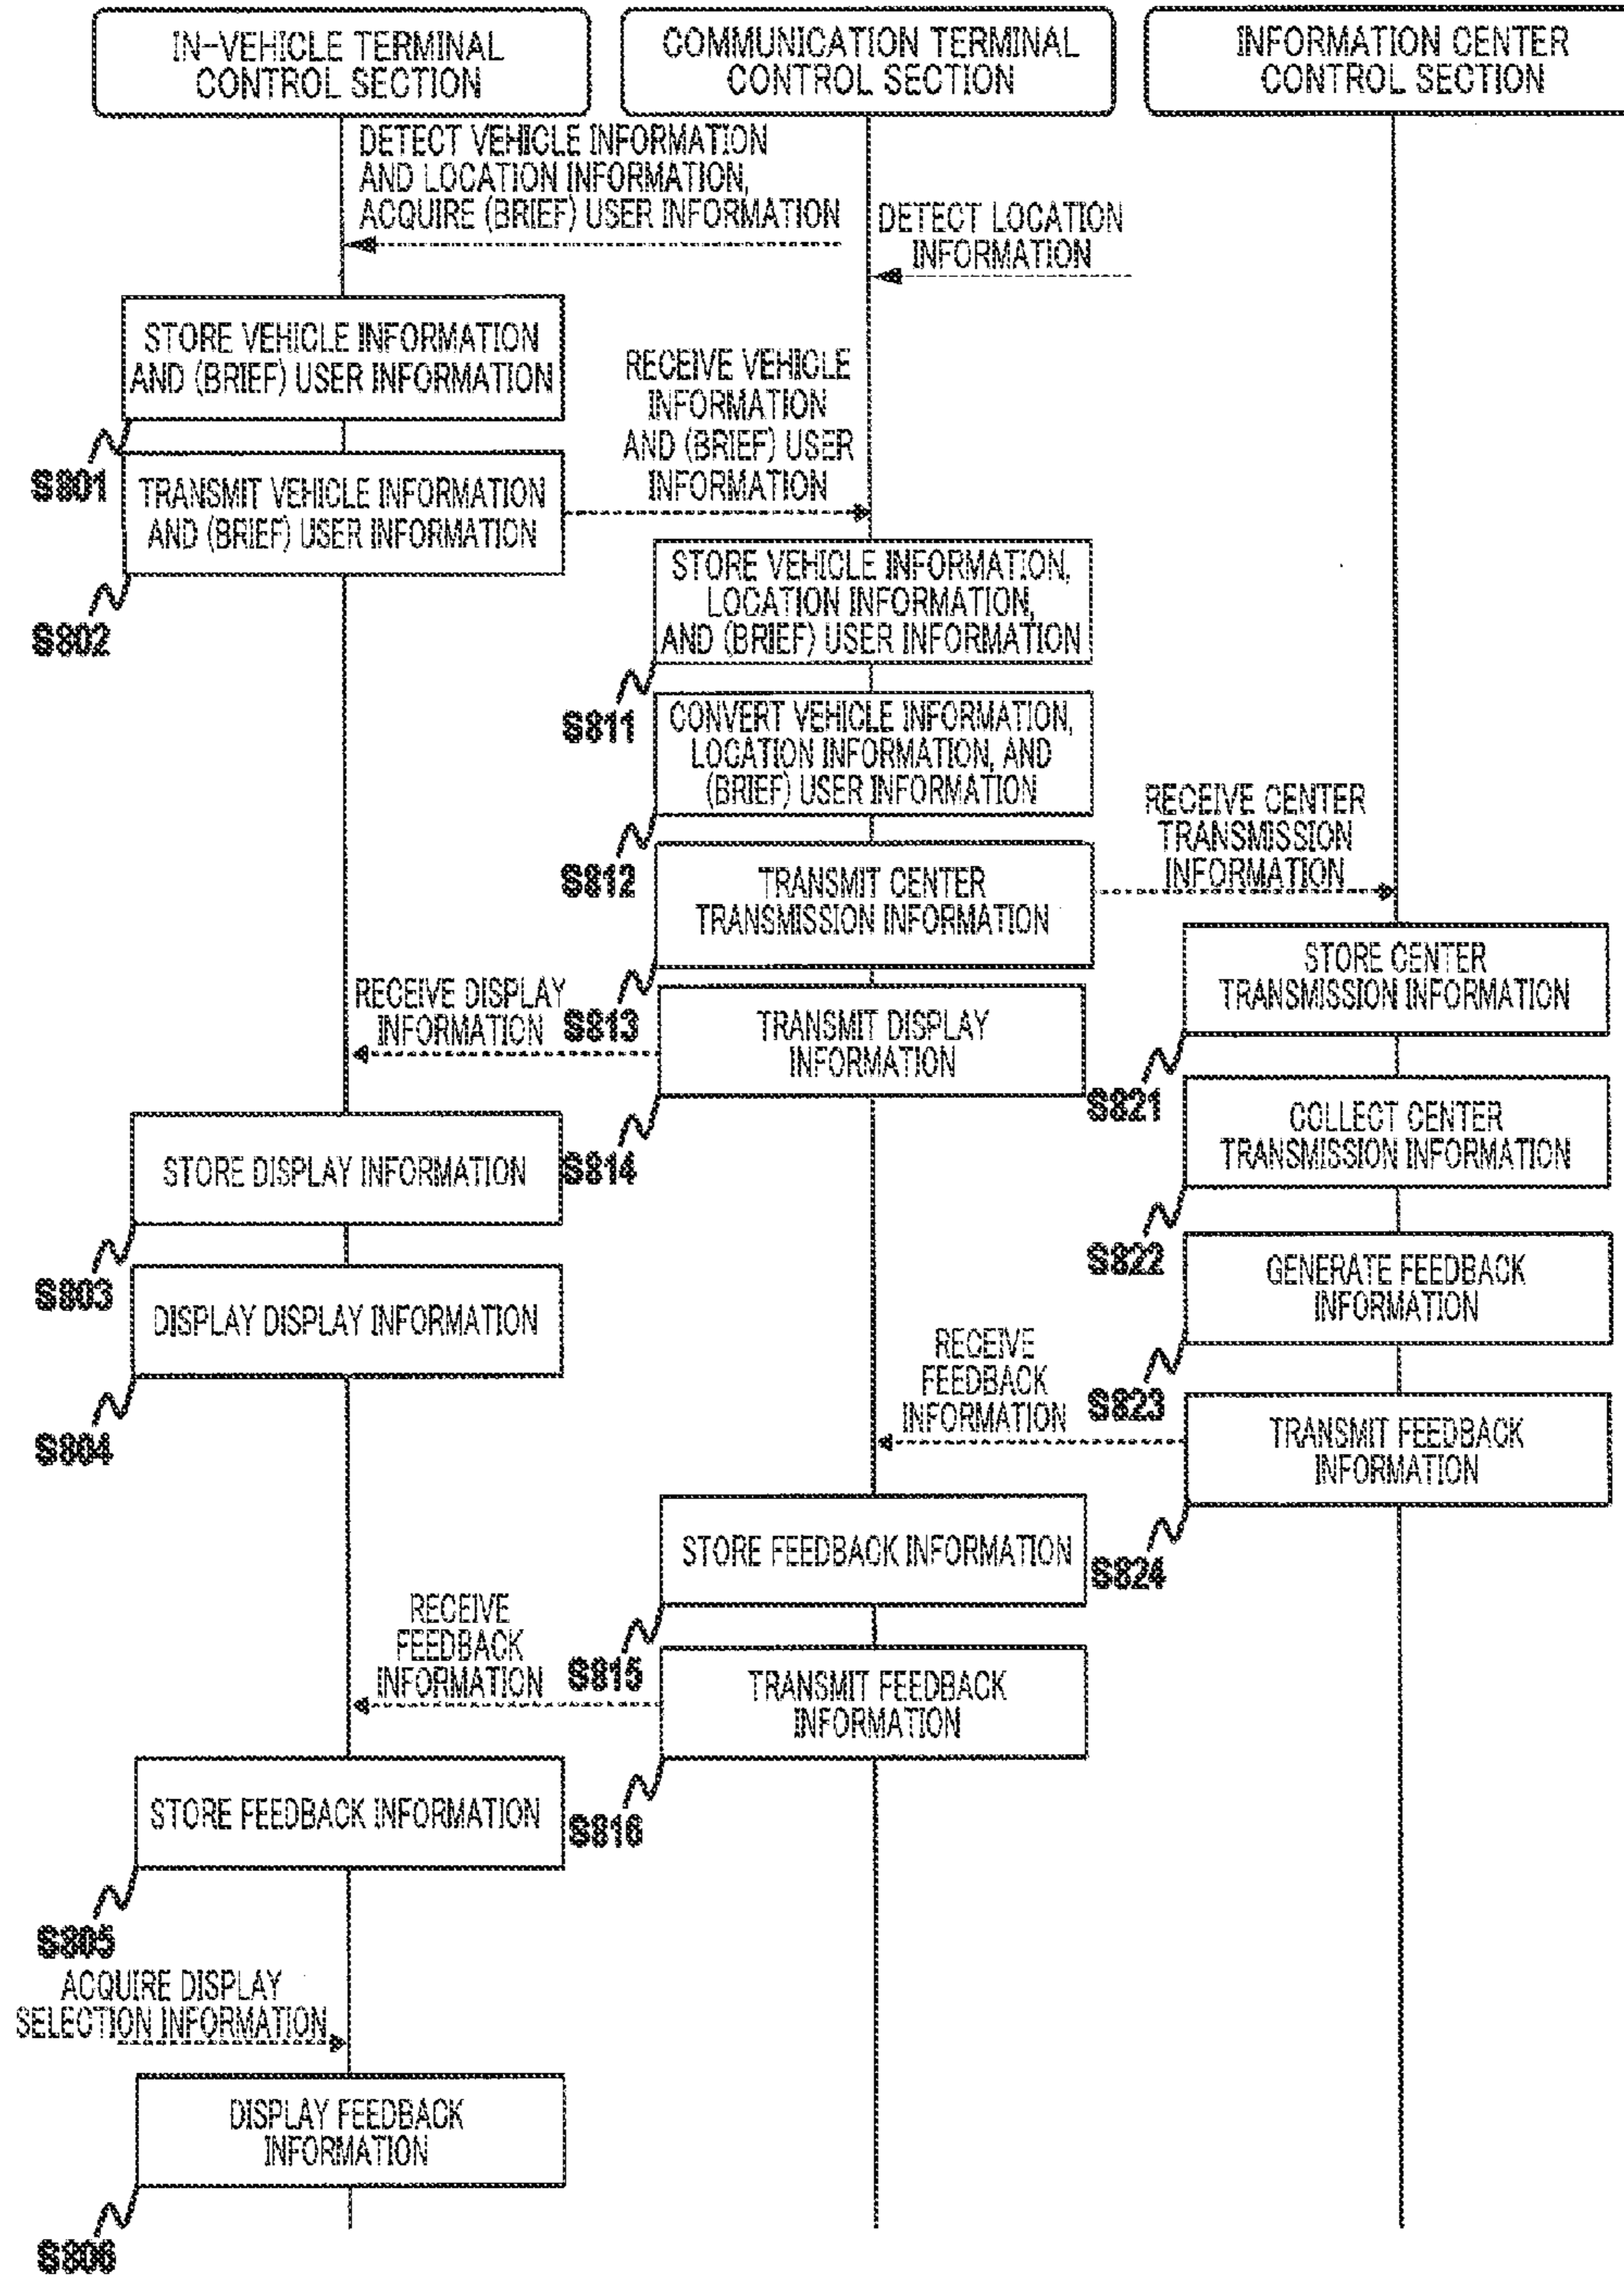 IN-VEHICLE TERMINAL
CONTROL SECTION
COMMUNICATION TERMINAL
CONTROL SECTION
INFORMATION CENTER
CONTROL SECTION
DETECT VEHICLE INFORMATION
AND LOCATION INFORMATION,
ACQUIRE (BRIEF) USER INFORMATION
DETECT LOCATION
INFORMATION
STORE VEHICLE INFORMATION
AND (BRIEF) USER INFORMATION
S801
TRANSMIT VEHICLE INFORMATION
AND (BRIEF) USER INFORMATION
S802
RECEIVE VEHICLE
INFORMATION
AND (BRIEF) USER
INFORMATION
STORE VEHICLE INFORMATION,
LOCATION INFORMATION,
AND (BRIEF) USER INFORMATION
S811
CONVERT VEHICLE INFORMATION,
LOCATION INFORMATION, AND
(BRIEF) USER INFORMATION
S812
TRANSMIT CENTER
TRANSMISSION INFORMATION
S813
RECEIVE CENTER
TRANSMISSION
INFORMATION
STORE CENTER
TRANSMISSION INFORMATION
S821
RECEIVE DISPLAY
INFORMATION
TRANSMIT DISPLAY
INFORMATION
S814
COLLECT CENTER
TRANSMISSION INFORMATION
S822
STORE DISPLAY INFORMATION
S803
GENERATE FEEDBACK
INFORMATION
S823
DISPLAY DISPLAY INFORMATION
S804
RECEIVE
FEEDBACK
INFORMATION
TRANSMIT FEEDBACK
INFORMATION
S824
STORE FEEDBACK INFORMATION
S815
RECEIVE
FEEDBACK
INFORMATION
TRANSMIT FEEDBACK
INFORMATION
S816
STORE FEEDBACK INFORMATION
S805
ACQUIRE DISPLAY
SELECTION INFORMATION
DISPLAY FEEDBACK
INFORMATION
S806